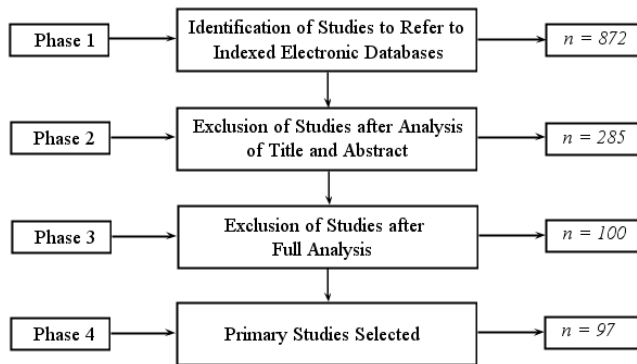 Phase 1
Identification of Studies to Refer to
Indexed Electronic Databases
n = 872
Phase 2
Exclusion of Studies after Analysis
of Title and Abstract
n = 285
Phase 3
Exclusion of Studies after
Full Analysis
n = 100
Phase 4
Primary Studies Selected
n = 97